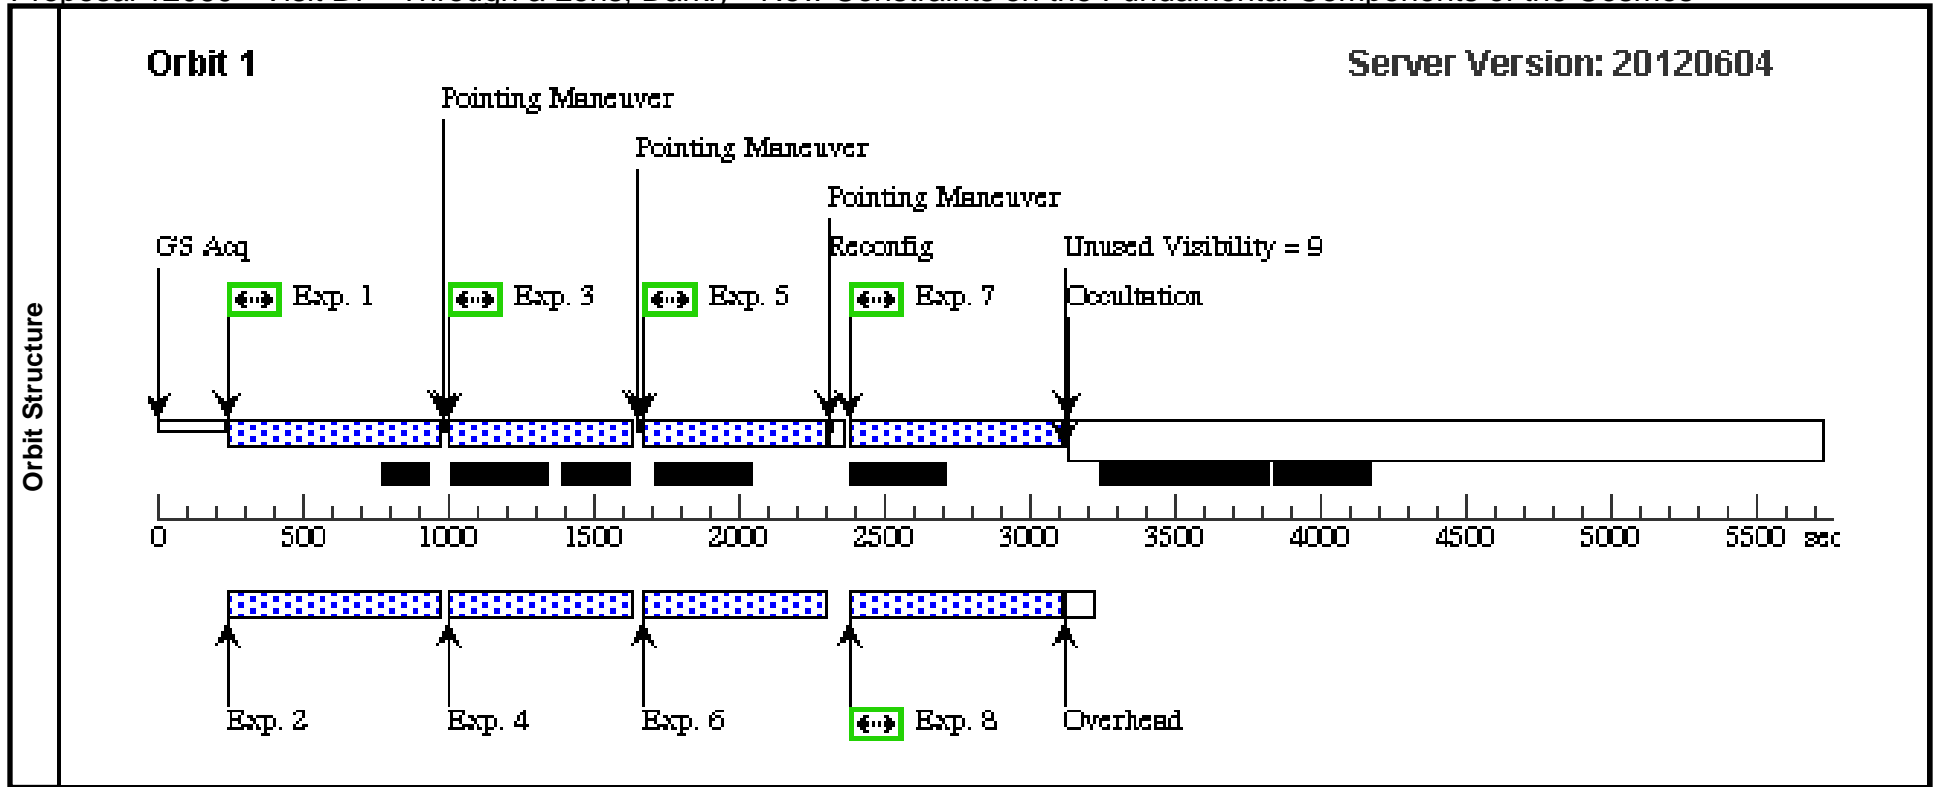 Orbit 1
Server Version: 20120604
Pointing Maneuver
Pointing Maneuver
Pointing Maneuver
GS Acq
Reconfig
Unused Visibility = 9
Exp. 1
Exp. 3
Exp. 5
Exp. 7
Occultation
Orbit Structure
0 500 1000 1500 2000 2500 3000 3500 4000 4500 5000 5500 sec
Exp. 2
Exp. 4
Exp. 6
Exp. 8
Overhead